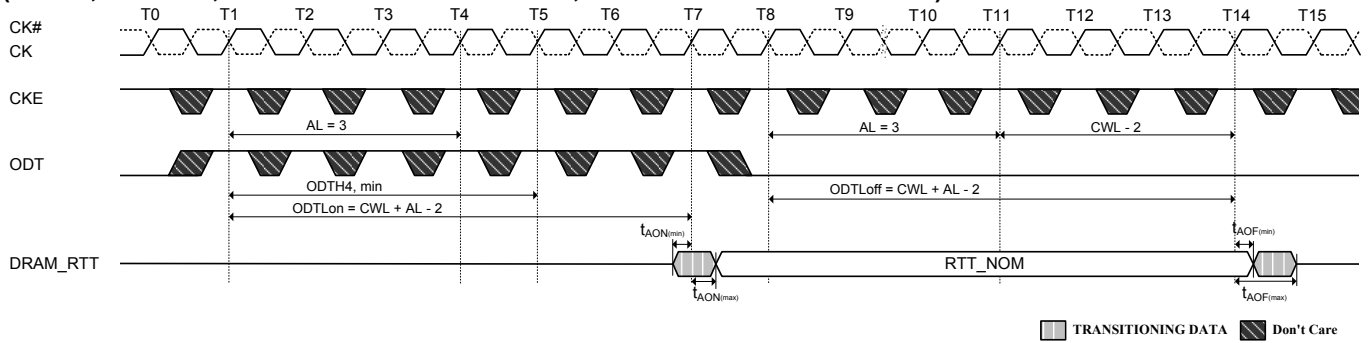 T0 T1 T2 T3 T4 T5 T6 T7 T8 T9 T10 T11 T12 T13 T14 T15
CK#
CK
CKE
AL = 3 AL = 3 CWL - 2
ODT
ODTH4, min ODTLoff = CWL + AL - 2
ODTLon = CWL + AL - 2
tAON(min) tAOF(min)
DRAM_RTT RTT_NOM
tAON(max) tAOF(max)
TRANSITIONING DATA Don't Care